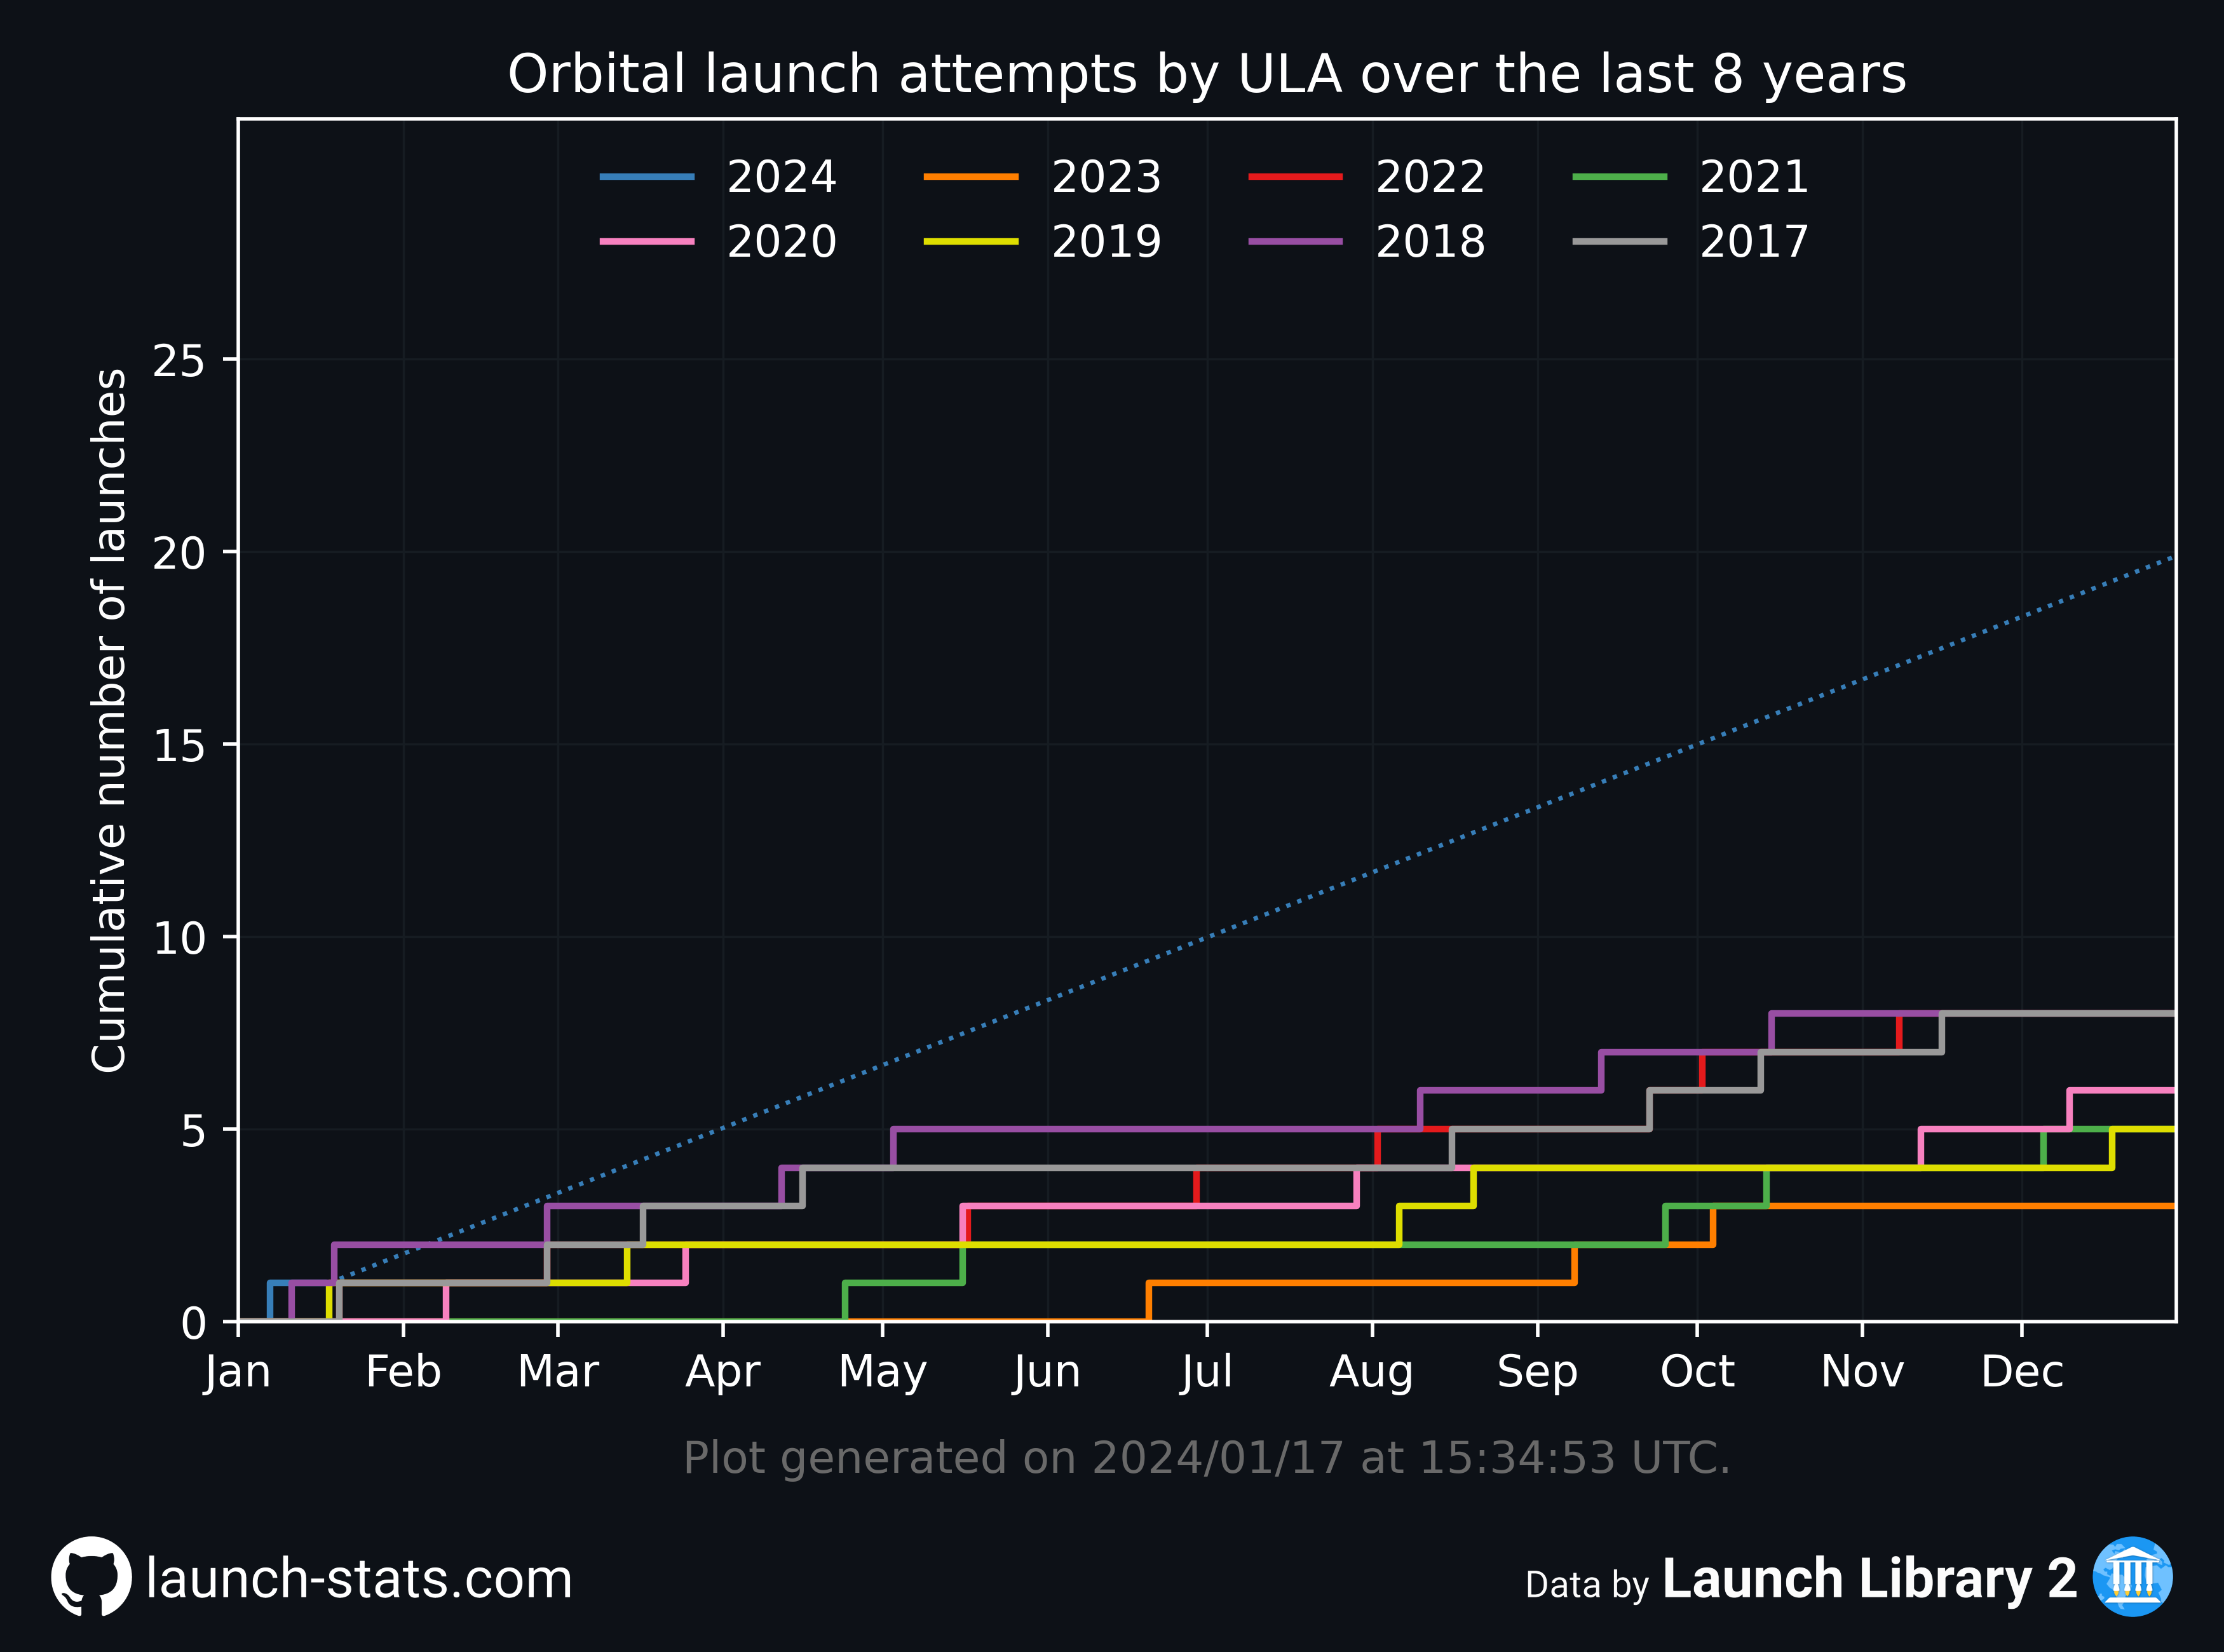 Orbital launch attempts by ULA over the last 8 years
2024 2023 2022 2021
2020 2019 2018 2017
Cumulative number of launches
25
20
15
10
5
0
Jan Feb Mar Apr May Jun Jul Aug Sep Oct Nov Dec
Plot generated on 2024/01/17 at 15:34:53 UTC.
launch-stats.com
Data by Launch Library 2